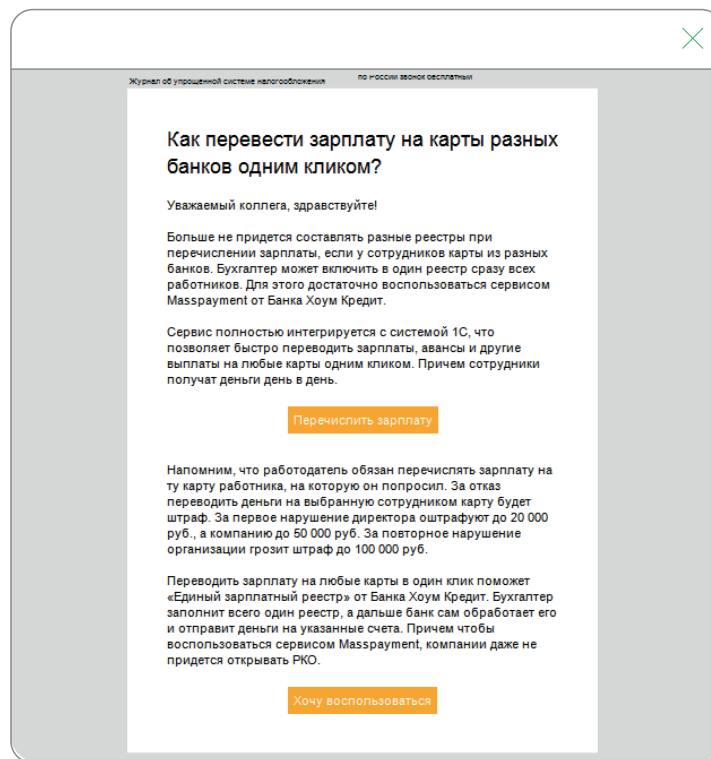 Журнал об упрощенной системе налогообложения
по России звонок бесплатный
Как перевести зарплату на карты разных
банков одним кликом?
Уважаемый коллега, здравствуйте!
Больше не придется составлять разные реестры при
перечислении зарплаты, если у сотрудников карты из разных
банков. Бухгалтер может включить в один реестр сразу всех
работников. Для этого достаточно воспользоваться сервисом
Masspayment от Банка Хоум Кредит.
Сервис полностью интегрируется с системой 1С, что
позволяет быстро переводить зарплаты, авансы и другие
выплаты на любые карты одним кликом. Причем сотрудники
получат деньги день в день.
Перечислить зарплату
Напомним, что работодатель обязан перечислять зарплату на
ту карту работника, на которую он попросил. За отказ
переводить деньги на выбранную сотрудником карту будет
штраф. За первое нарушение директора оштрафуют до 20 000
руб., а компанию до 50 000 руб. За повторное нарушение
организации грозит штраф до 100 000 руб.
Переводить зарплату на любые карты в один клик поможет
«Единый зарплатный реестр» от Банка Хоум Кредит. Бухгалтер
заполнит всего один реестр, а дальше банк сам обработает его
и отправит деньги на указанные счета. Причем чтобы
воспользоваться сервисом Masspayment, компании даже не
придется открывать РКО.
Хочу воспользоваться